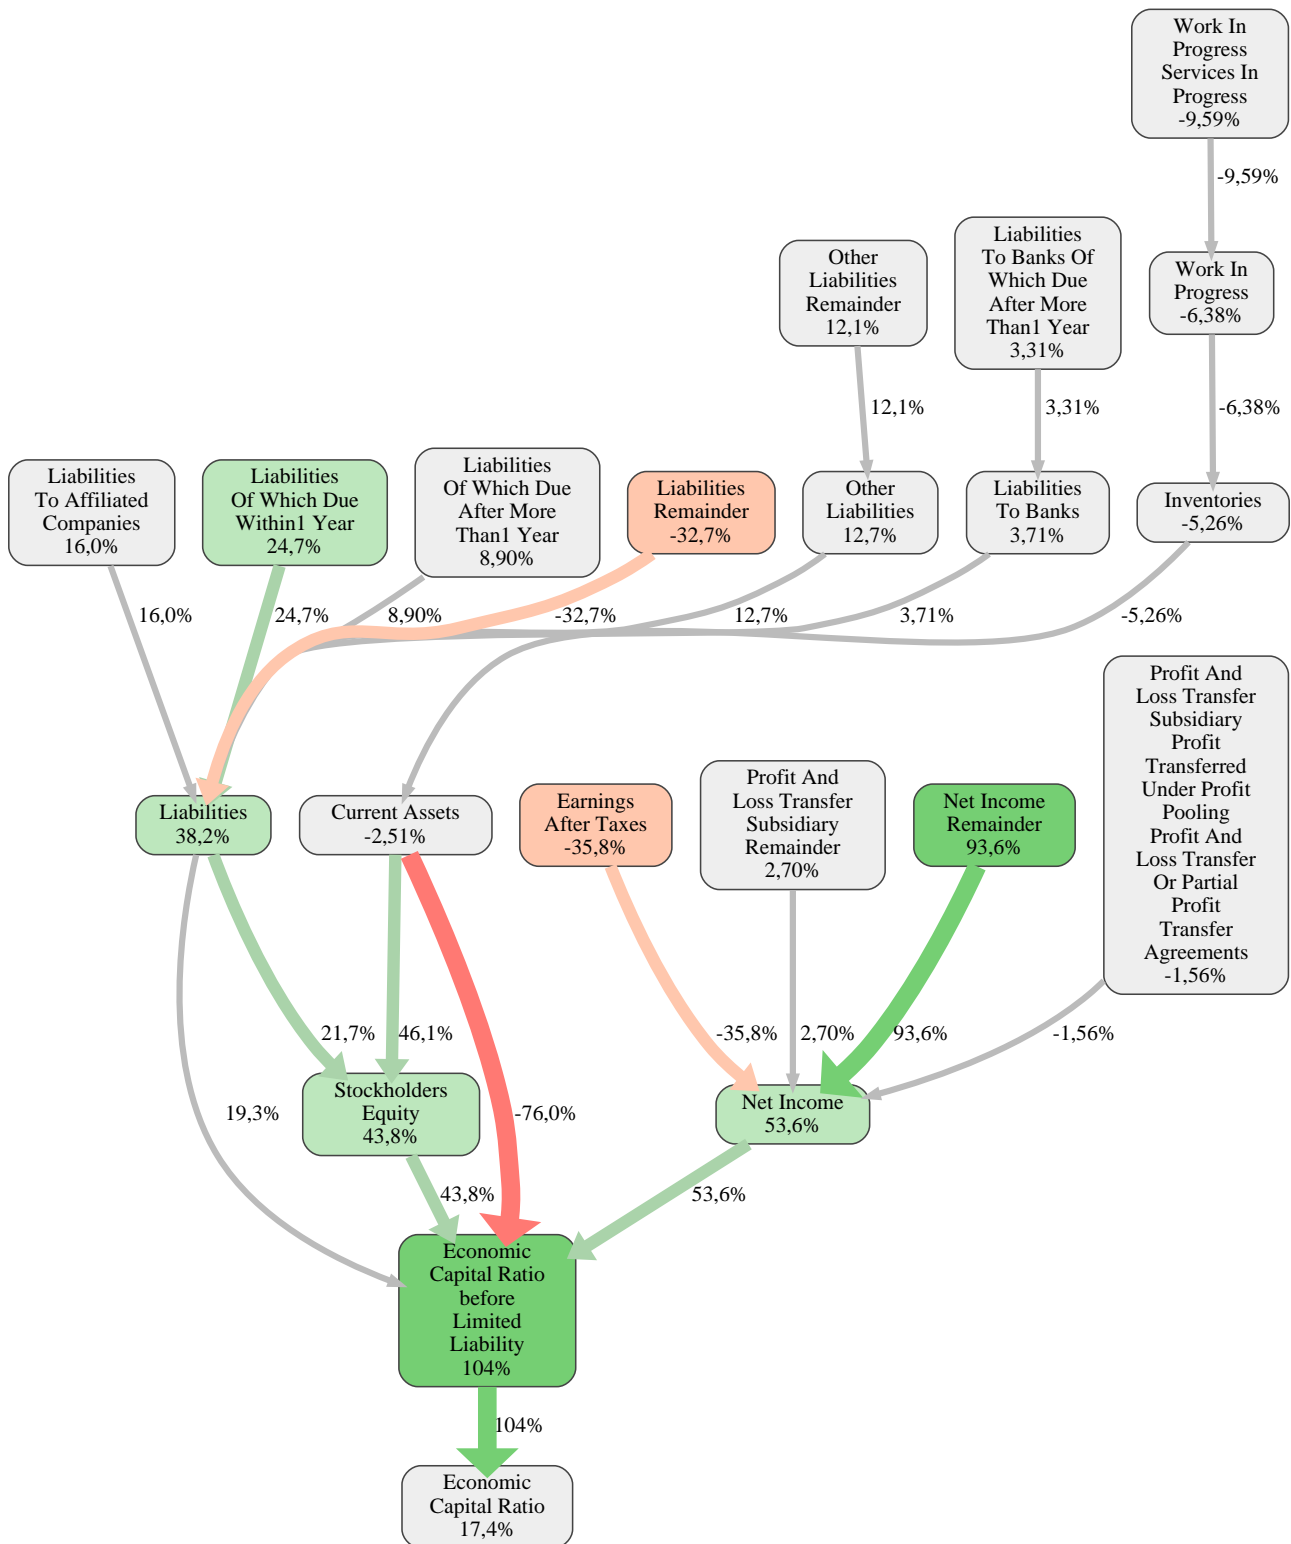 Work In
Progress
Services In
Progress
-9,59%
-9,59%
Other
Liabilities
Remainder
12,1%
Liabilities
To Banks Of
Which Due
After More
Than1 Year
3,31%
Work In
Progress
-6,38%
12,1%
3,31%
-6,38%
Liabilities
To Affiliated
Companies
16,0%
Liabilities
Of Which Due
Within1 Year
24,7%
Liabilities
Of Which Due
After More
Than1 Year
8,90%
Liabilities
Remainder
-32,7%
Other
Liabilities
12,7%
Liabilities
To Banks
3,71%
Inventories
-5,26%
16,0%
24,7%
8,90%
-32,7%
12,7%
3,71%
-5,26%
Liabilities
38,2%
Current Assets
-2,51%
Earnings
After Taxes
-35,8%
Profit And
Loss Transfer
Subsidiary
Remainder
2,70%
Net Income
Remainder
93,6%
Profit And
Loss Transfer
Subsidiary
Profit
Transferred
Under Profit
Pooling
Profit And
Loss Transfer
Or Partial
Profit
Transfer
Agreements
-1,56%
21,7%
46,1%
-35,8%
2,70%
93,6%
-1,56%
19,3%
Stockholders
Equity
43,8%
-76,0%
Net Income
53,6%
43,8%
53,6%
Economic
Capital Ratio
before
Limited
Liability
104%
104%
Economic
Capital Ratio
17,4%